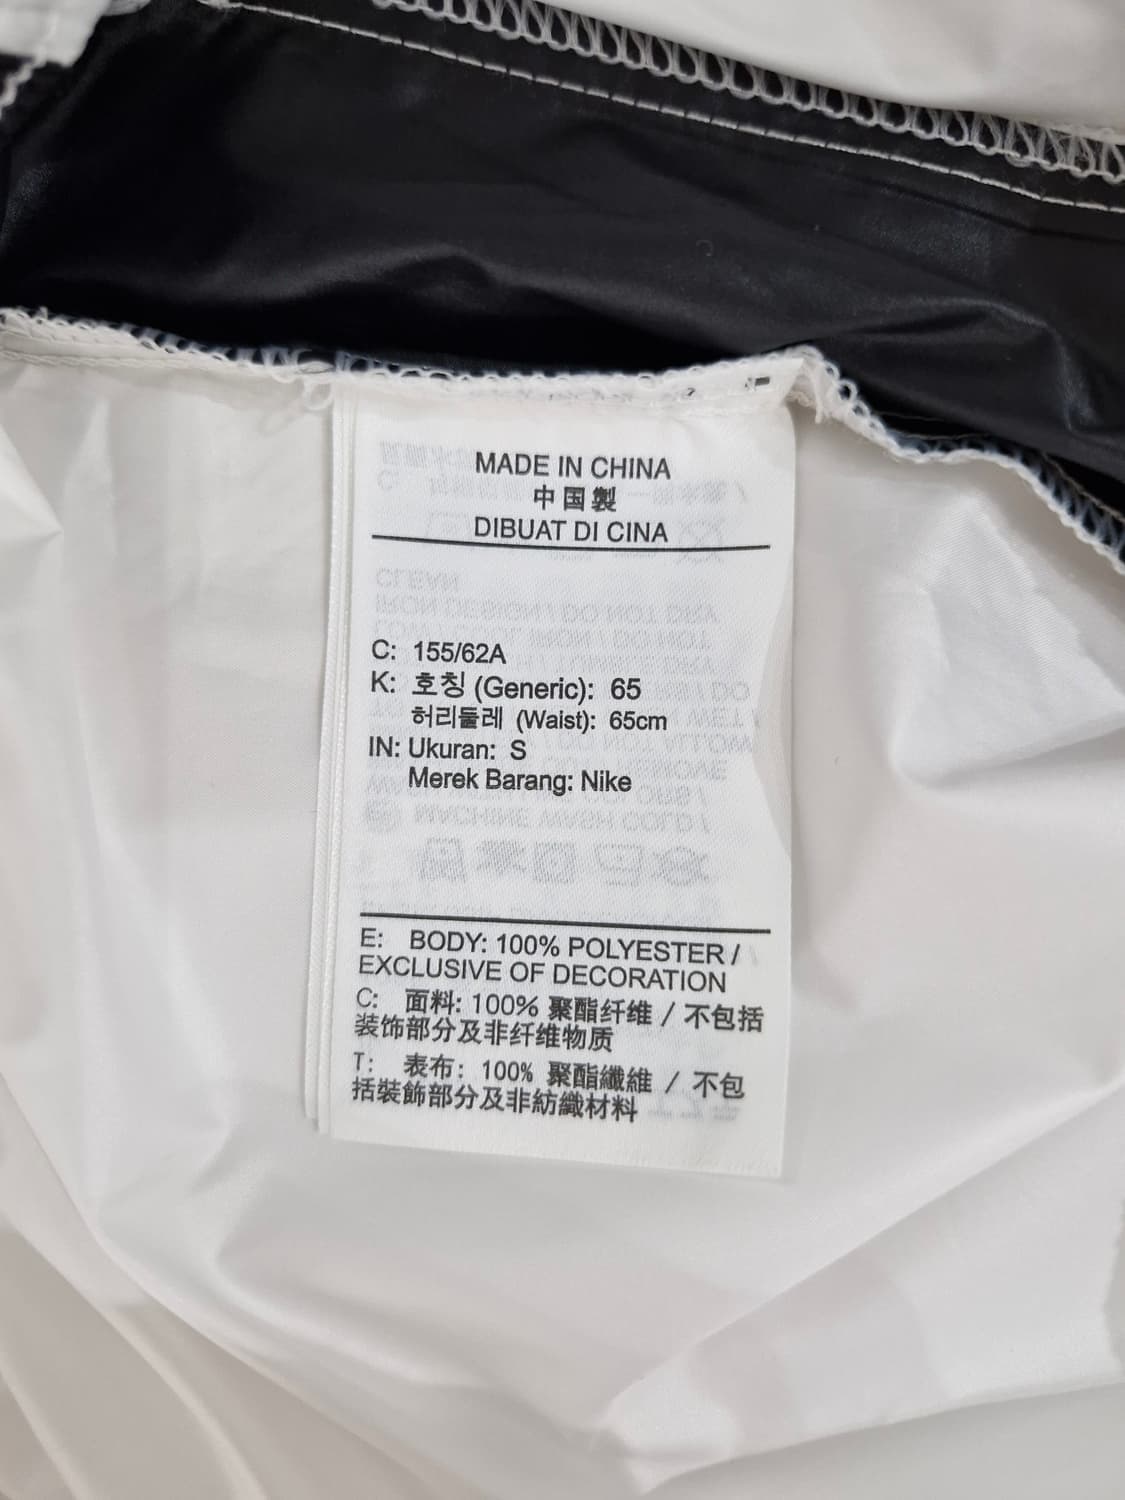 MADE IN CHINA
中国製
DIBUAT DI CINA
C: 155/62A
K: 호칭 (Generic): 65
허리둘레 (Waist): 65cm
IN: Ukuran: S
Merek Barang: Nike
E: BODY: 100% POLYESTER /
EXCLUSIVE OF DECORATION
C: 面料: 100% 聚酯纤维 / 不包括
装饰部分及非纤维物质
T: 表布: 100% 聚酯纖維 / 不包
括裝飾部分及非紡織材料